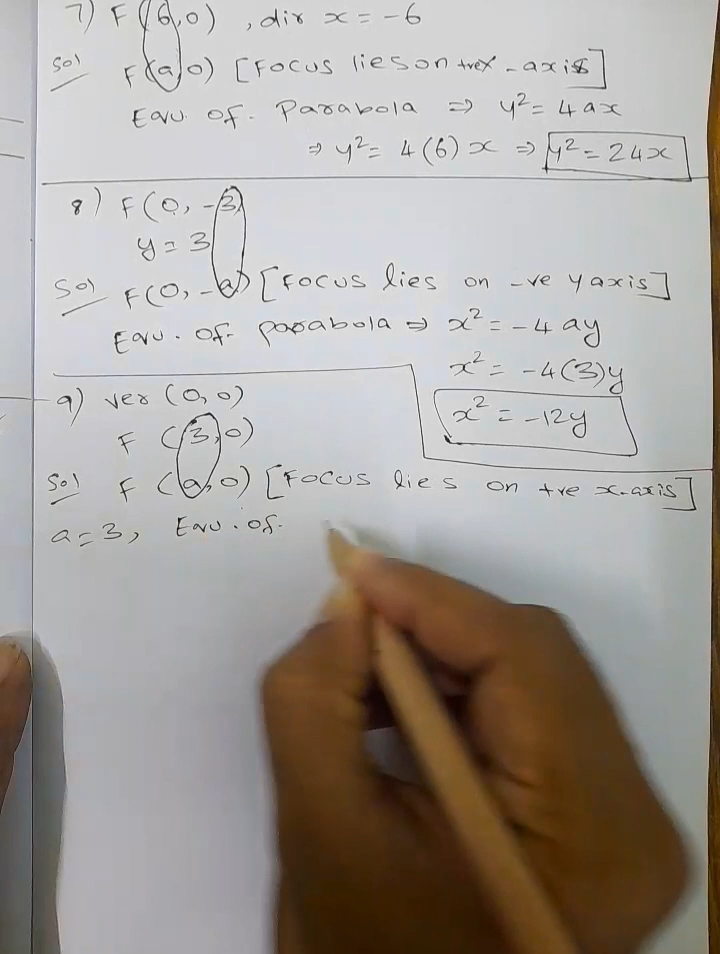 7) F(6,0) , dir x = -6
Sol F(a,0) [Focus lies on +vex-axis]
Equ. of. Parabola ⇒ y² = 4ax
⇒ y² = 4(6)x ⇒ y² = 24x
8) F(0,-3)
y = 3
Sol F(0,-a) [Focus lies on -ve y axis]
Equ. of. parabola ⇒ x² = -4ay
x² = -4(3)y
x² = -12y
9) ver (0,0)
F (3,0)
Sol F (a,0) [Focus lies on +ve x-axis]
a=3, Equ. of.